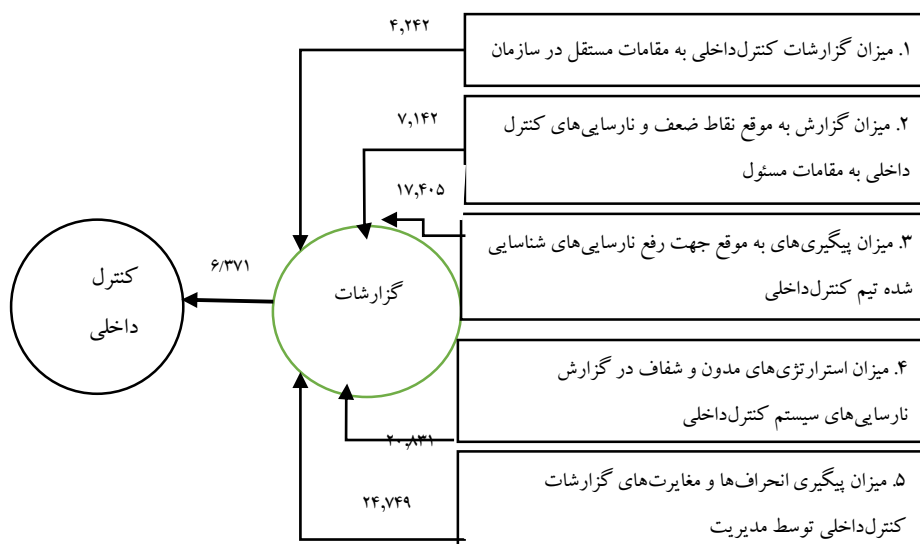 ۴,۲۴۲
۱. میزان گزارشات کنترل‌داخلی به مقامات مستقل در سازمان
۷,۱۴۲
۲. میزان گزارش به موقع نقاط ضعف و نارسایی‌های کنترل
داخلی به مقامات مسئول
۱۷,۴۰۵
۳. میزان پیگیری‌های به موقع جهت رفع نارسایی‌های شناسایی
شده تیم کنترل‌داخلی
۶/۳۷۱
گزارشات
کنترل
داخلی
۴. میزان استرارتژی‌های مدون و شفاف در گزارش
نارسایی‌های سیستم کنترل‌داخلی
۲۰,۸۳۱
۵. میزان پیگیری انحراف‌ها و مغایرت‌های گزارشات
کنترل‌داخلی توسط مدیریت
۲۴,۷۴۹